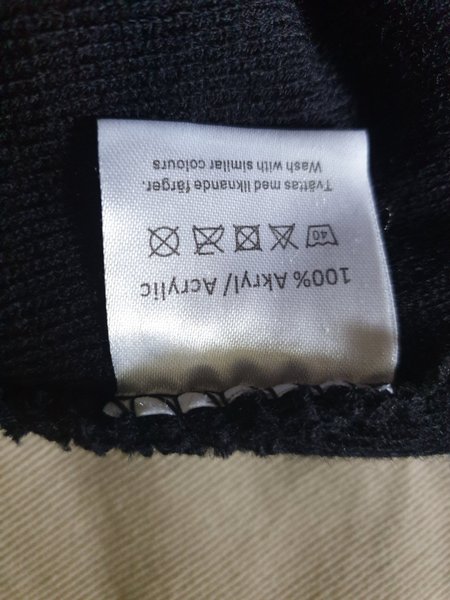 100% Akryl/ Acrylic
40
Tvättas med liknande färger.
Wash with similar colours